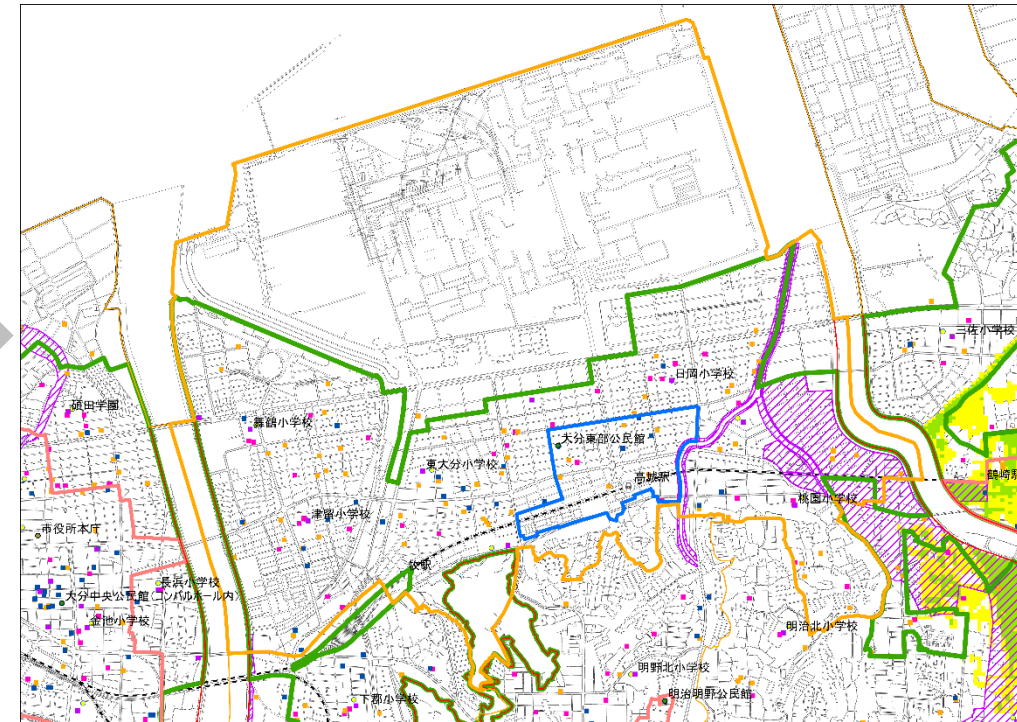 三佐小学校
日岡小学校
碩田学園
舞鶴小学校
大分東部公民館
東大分小学校
鶴崎駅
高城駅
桃園小学校
津留小学校
市役所本庁
牧駅
長浜小学校
大分中央公民館(コンパルホール内)
金池小学校
明治北小学校
明野北小学校
下郡小学校
明治明野公民館